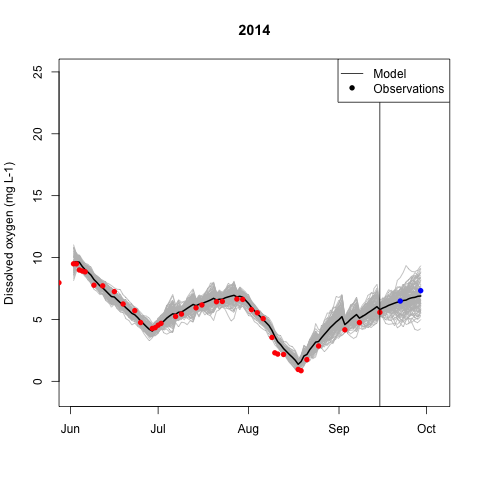 2014
Dissolved oxygen (mg L-1)
25
20
15
10
5
0
Model
Observations
Jun
Jul
Aug
Sep
Oct